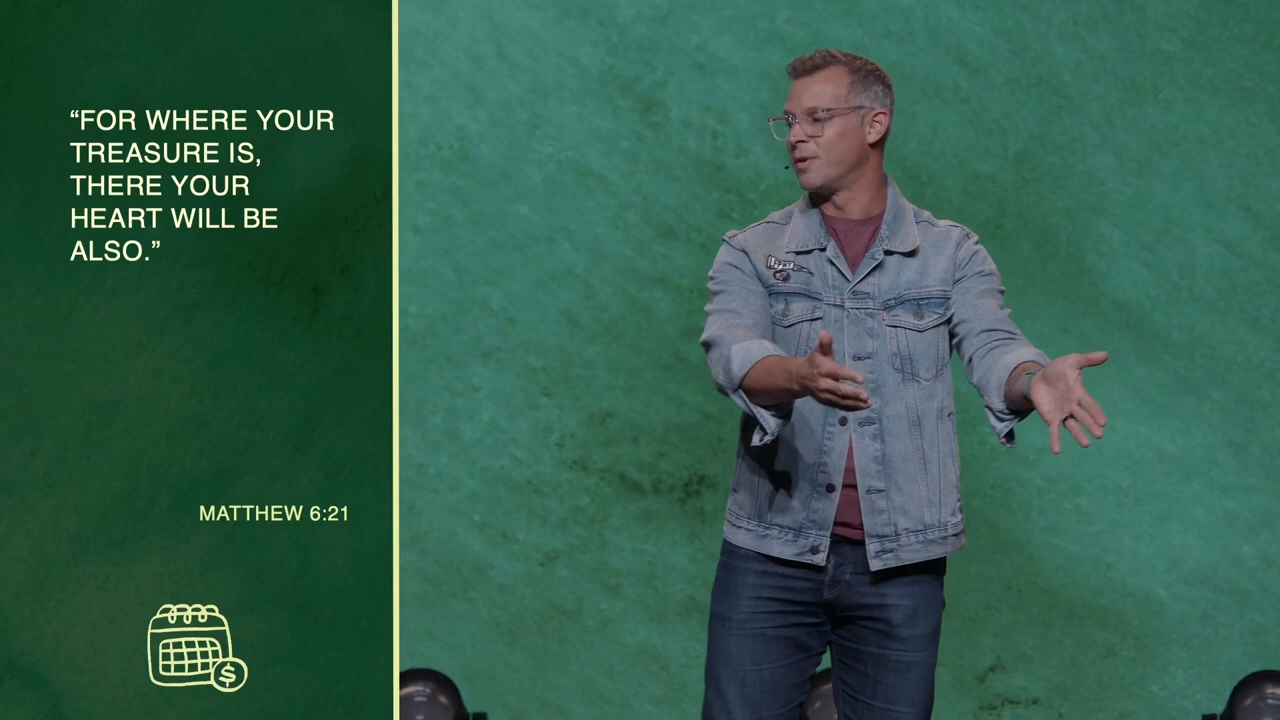 “FOR WHERE YOUR
TREASURE IS,
THERE YOUR
HEART WILL BE
ALSO.”
MATTHEW 6:21
$